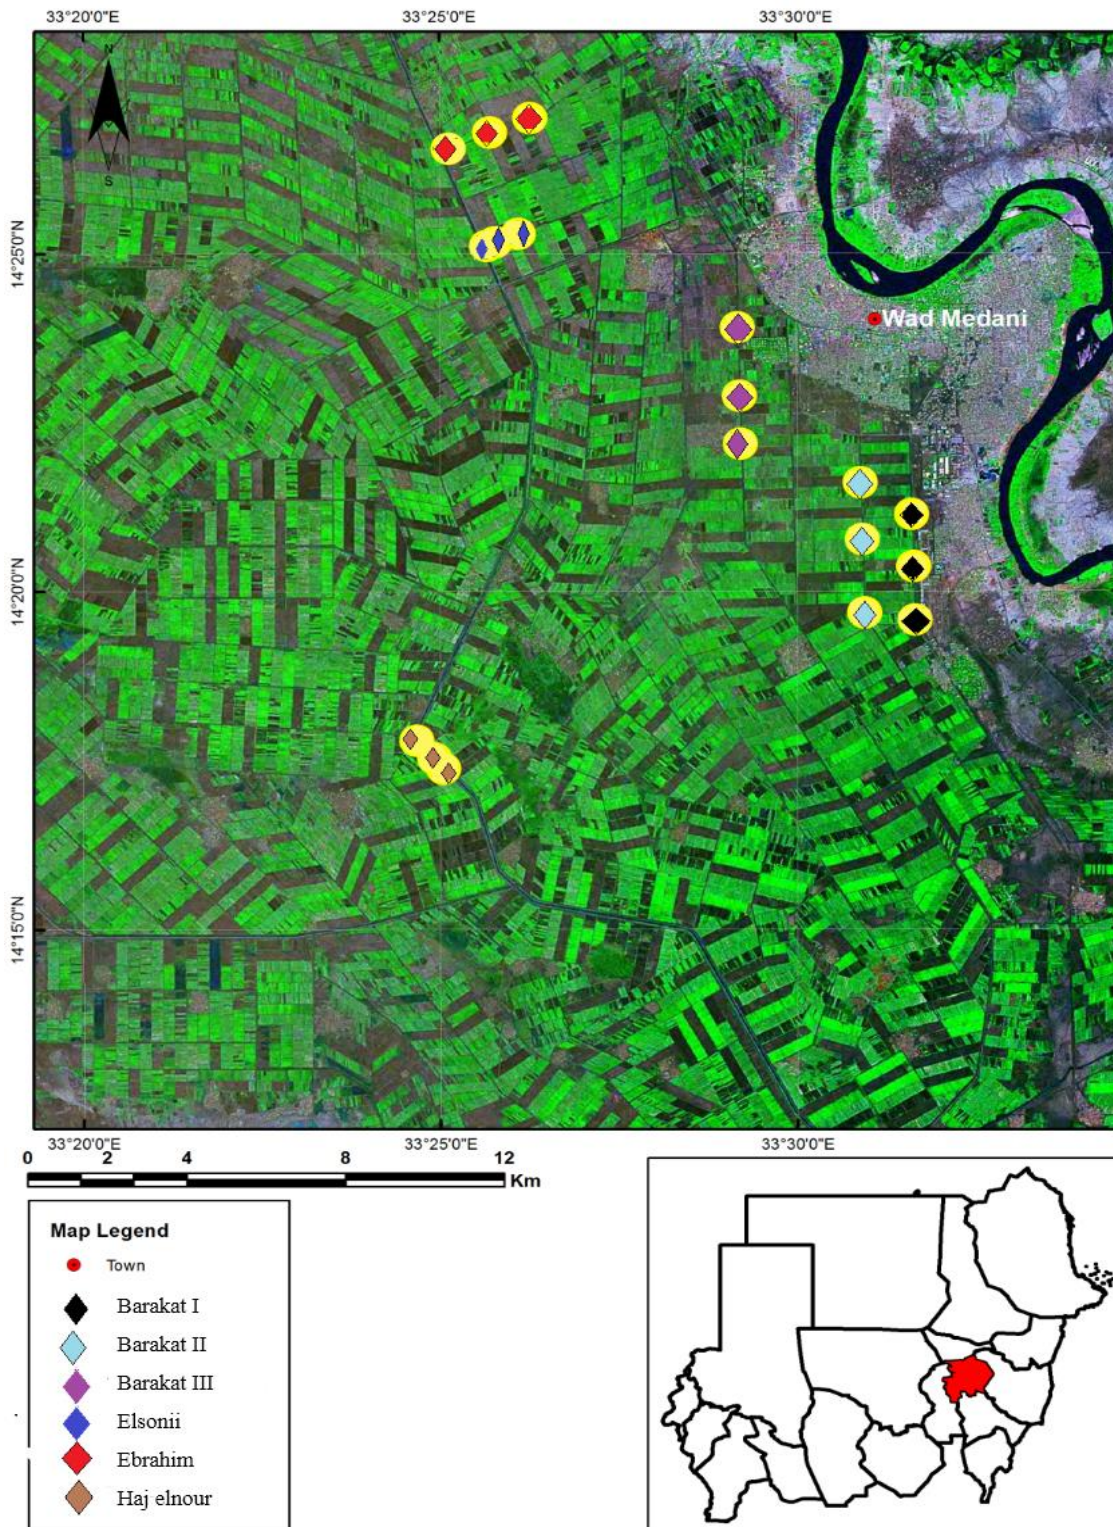 33°20'0"E 33°25'0"E 33°30'0"E
N
S
14°25'0"N
Wad Medani
14°20'0"N
14°15'0"N
33°20'0"E 33°25'0"E 33°30'0"E
0 2 4 8 12
Km
Map Legend
Town
Barakat I
Barakat II
Barakat III
Elsonii
Ebrahim
Haj elnour